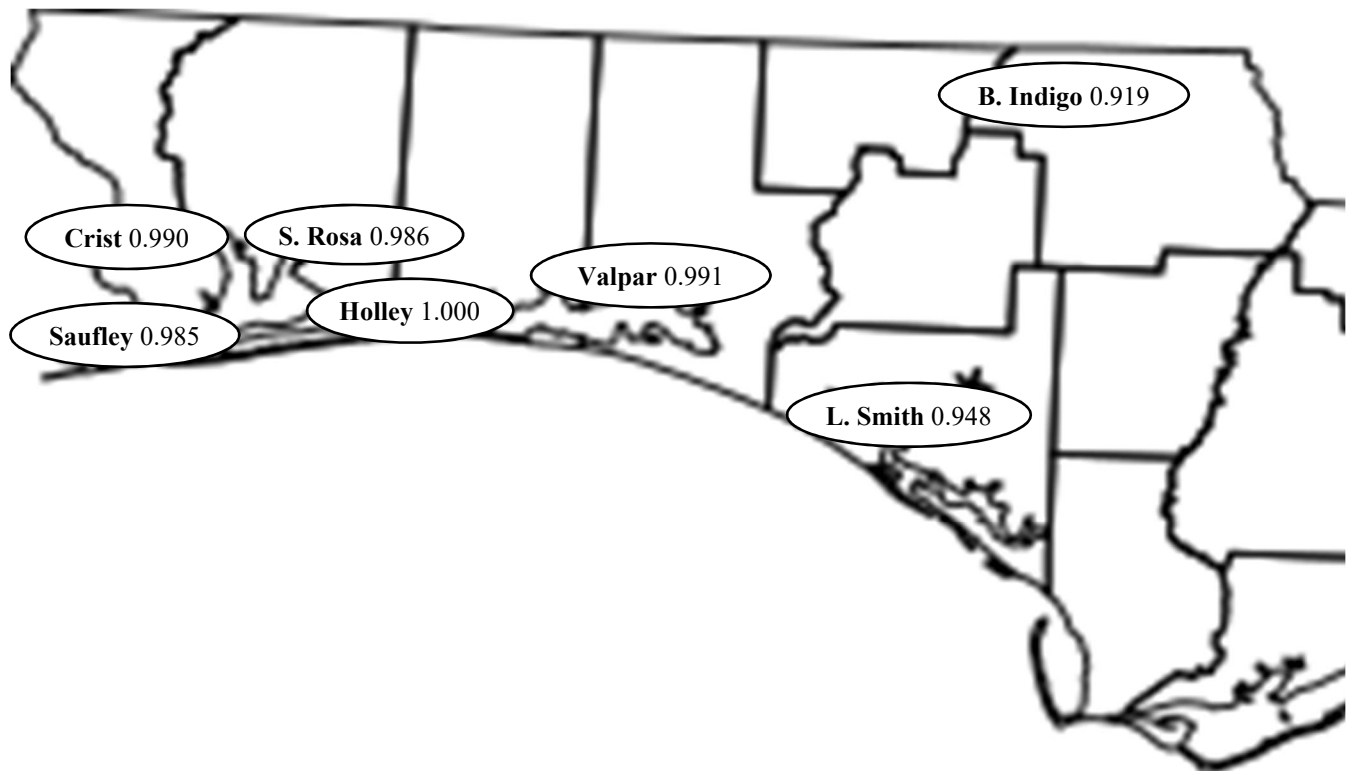 B. Indigo 0.919
Crist 0.990
S. Rosa 0.986
Valpar 0.991
Holley 1.000
Saufley 0.985
L. Smith 0.948